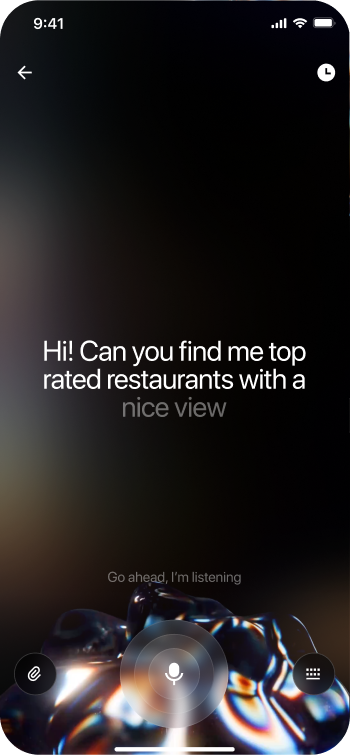 9:41
Hi! Can you find me top
rated restaurants with a
nice view
Go ahead, I'm listening